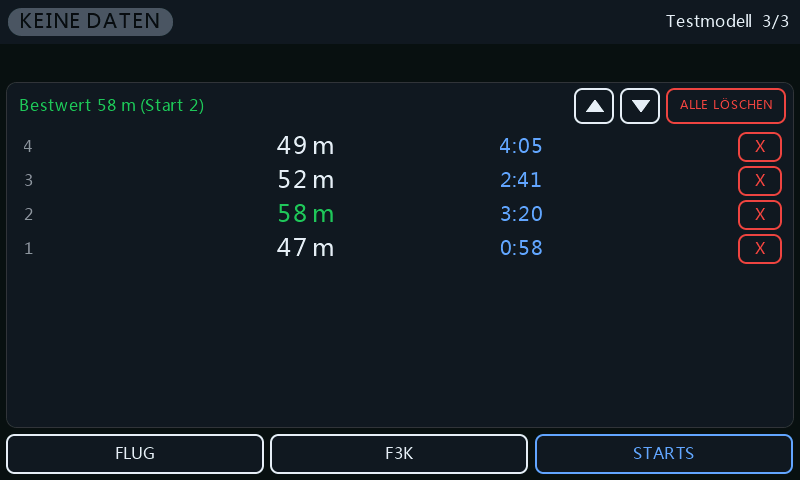 KEINE DATEN
Testmodell 3/3
Bestwert 58 m (Start 2)
ALLE LÖSCHEN
4 49 m 4:05 X
3 52 m 2:41 X
2 58 m 3:20 X
1 47 m 0:58 X
FLUG F3K STARTS